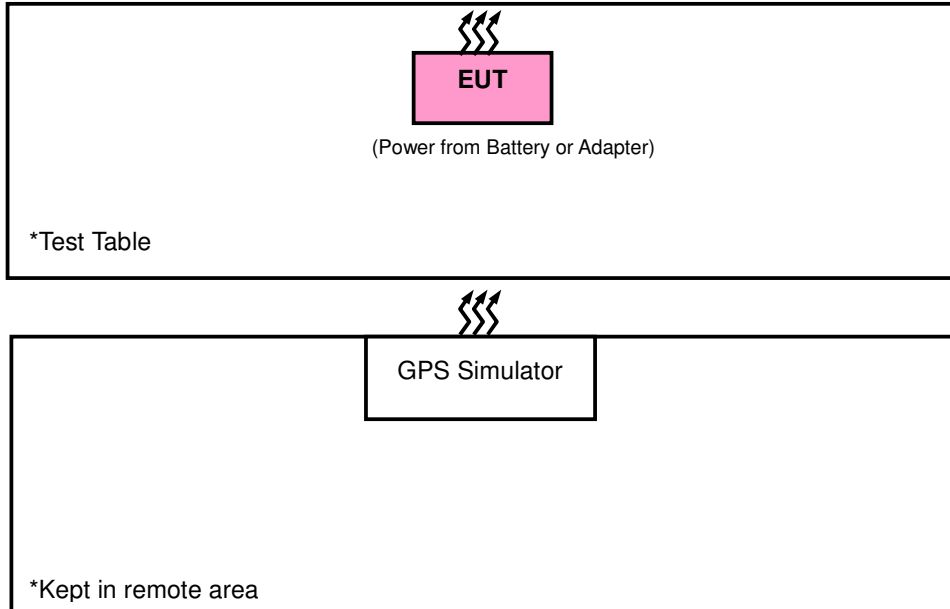 EUT
(Power from Battery or Adapter)
*Test Table
GPS Simulator
*Kept in remote area